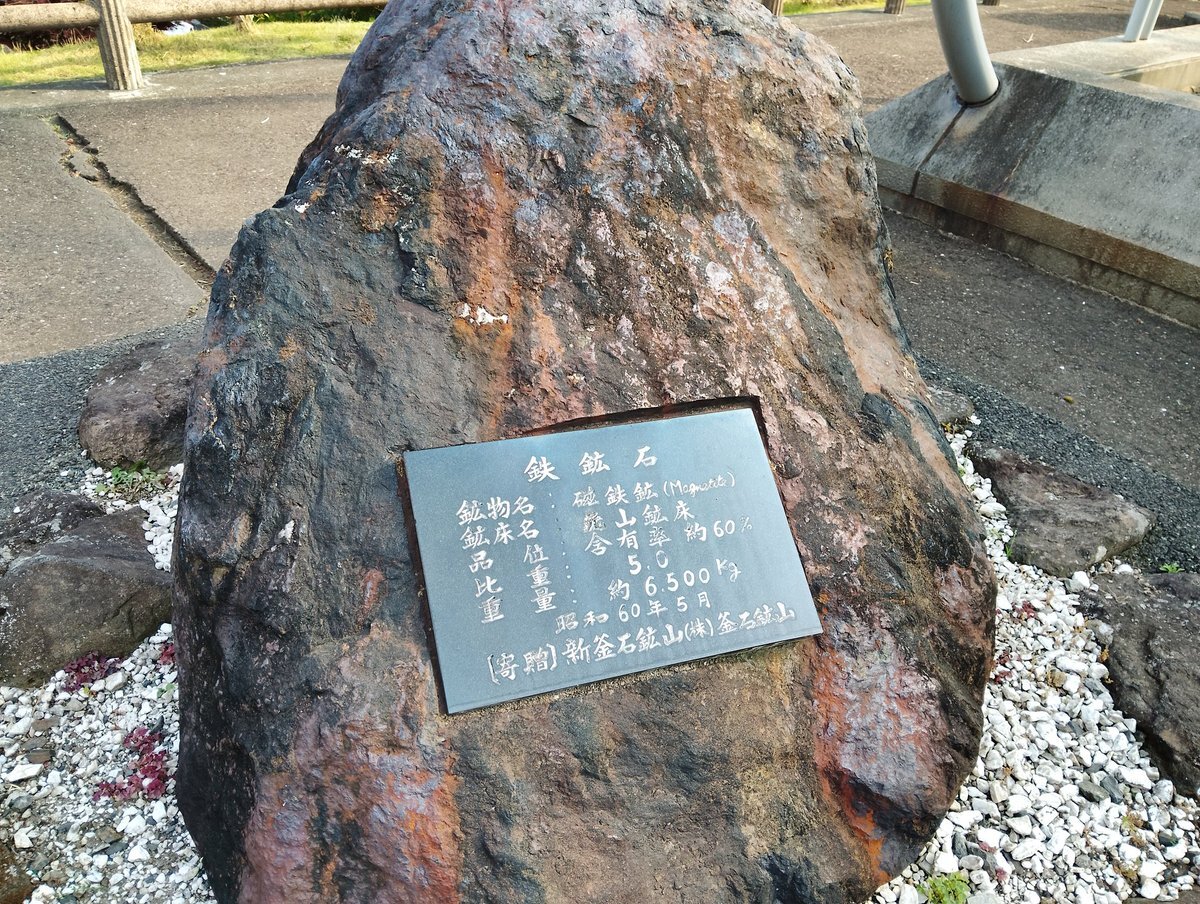 鉄鉱石
鉱物名：磁鉄鉱(Magnetite)
鉱床名：山鉱床
品位：含有率 約60%
比重：5.0
重量：約6.500Kg
昭和60年5月
[寄贈]新釜石鉱山(株)釜石鉱山